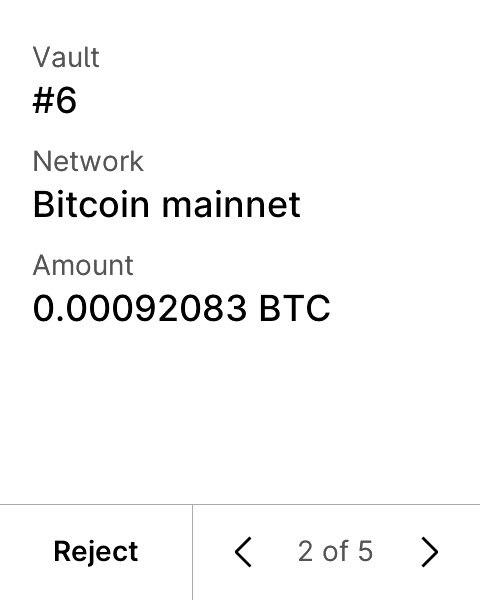 Vault
#6
Network
Bitcoin mainnet
Amount
0.00092083 BTC
Reject
2 of 5